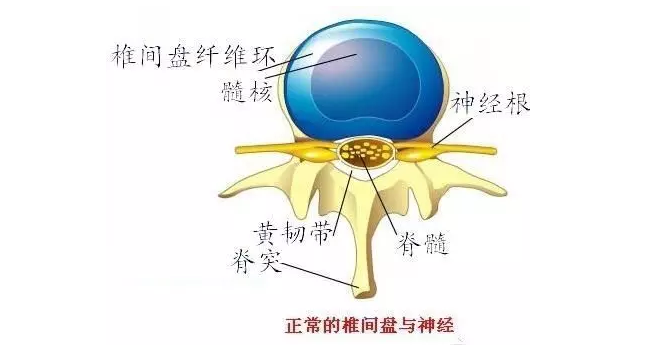 椎间盘纤维环
髓核
神经根
黄韧带
脊髓
脊突
正常的椎间盘与神经